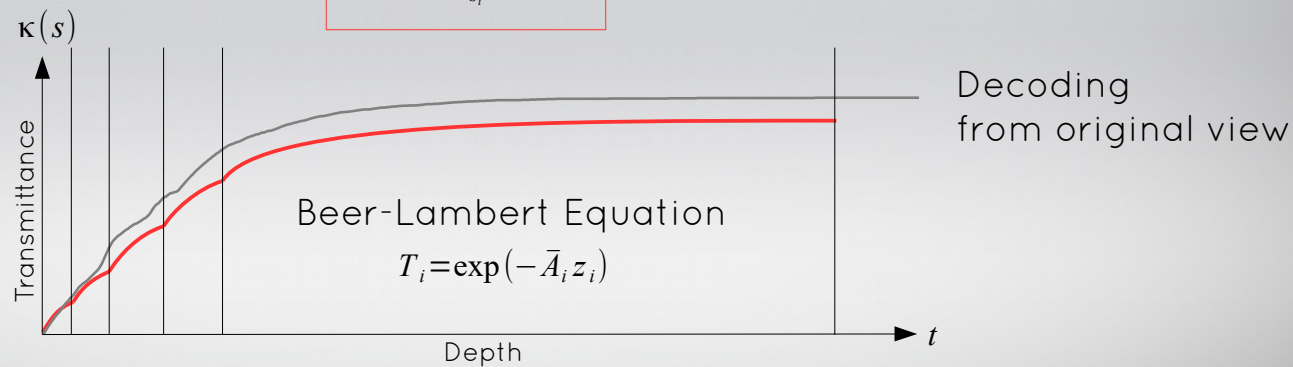 κ(s)
Transmittance
Decoding
from original view
Beer-Lambert Equation
T_i = exp(−Ā_i z_i)
t
Depth